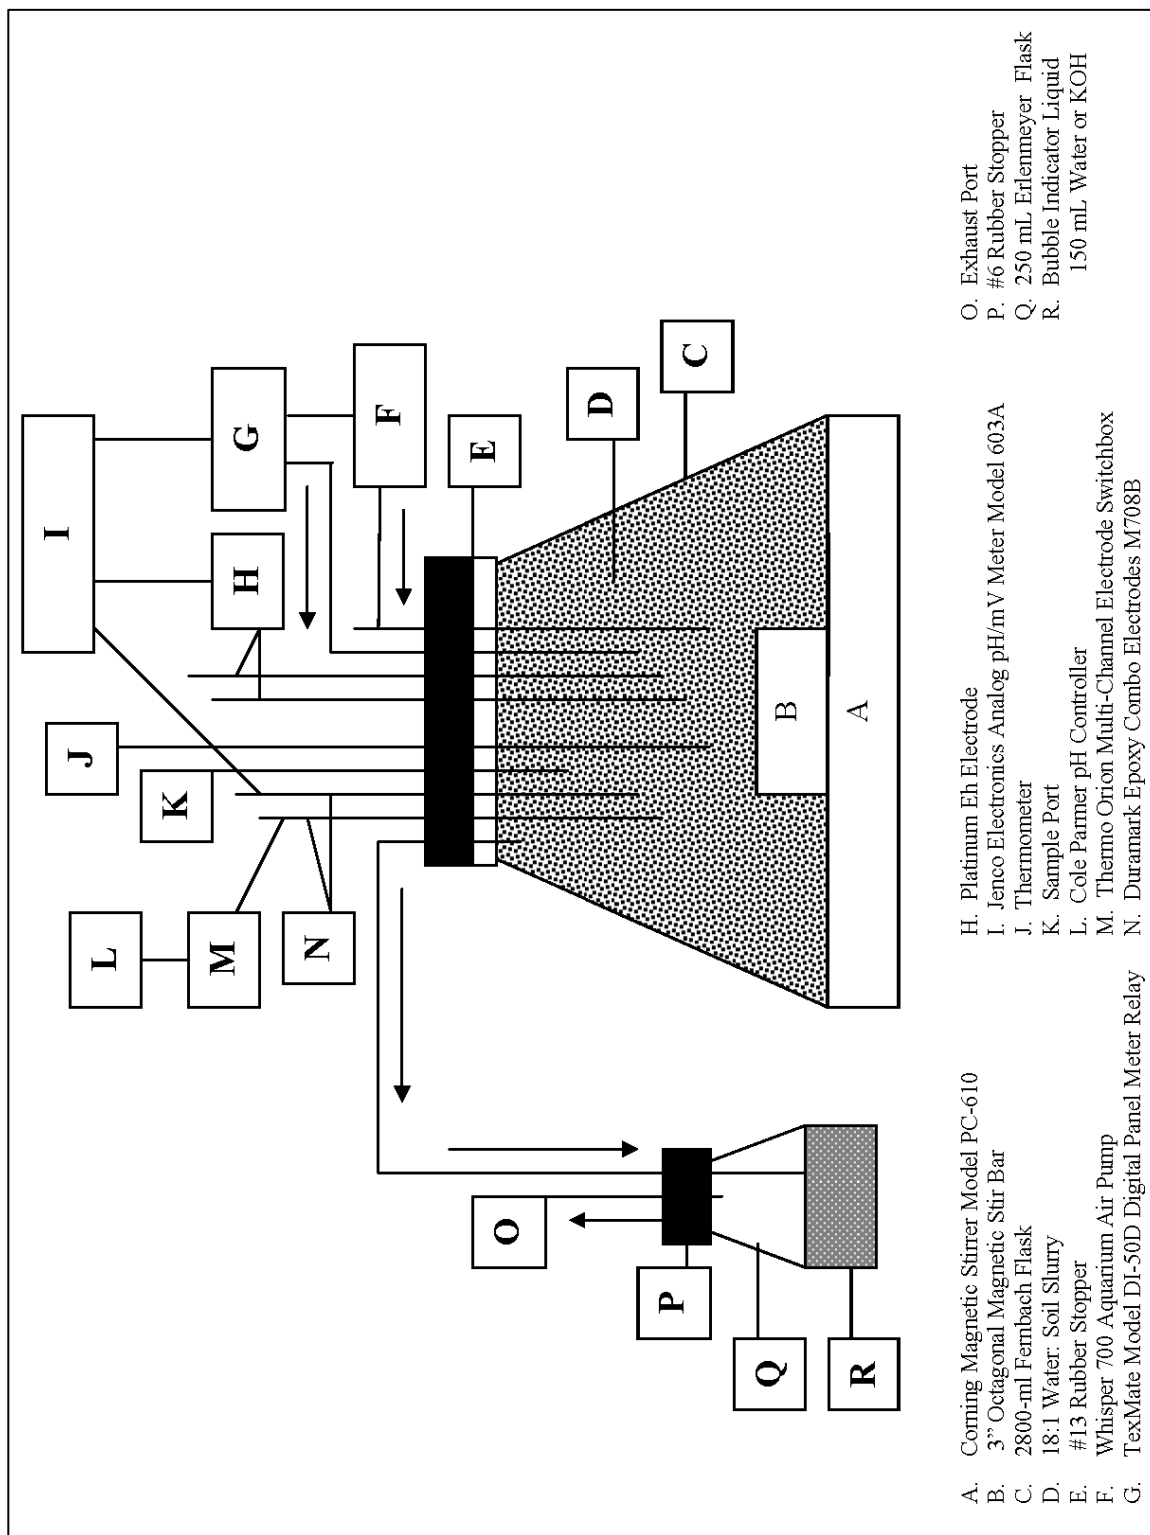 I
G
H
J
F
K
L
M
N
E
D
C
B
A
O
P
Q
R
A. Corning Magnetic Stirrer Model PC-610
B. 3” Octagonal Magnetic Stir Bar
C. 2800-ml Fernbach Flask
D. 18:1 Water: Soil Slurry
E. #13 Rubber Stopper
F. Whisper 700 Aquarium Air Pump
G. TexMate Model DI-50D Digital Panel Meter Relay
H. Platinum Eh Electrode
I. Jenco Electronics Analog pH/mV Meter Model 603A
J. Thermometer
K. Sample Port
L. Cole Parmer pH Controller
M. Themo Orion Multi-Channel Electrode Switchbox
N. Duramark Epoxy Combo Electrodes M708B
O. Exhaust Port
P. #6 Rubber Stopper
Q. 250 mL Erlenmeyer Flask
R. Bubble Indicator Liquid
150 mL Water or KOH